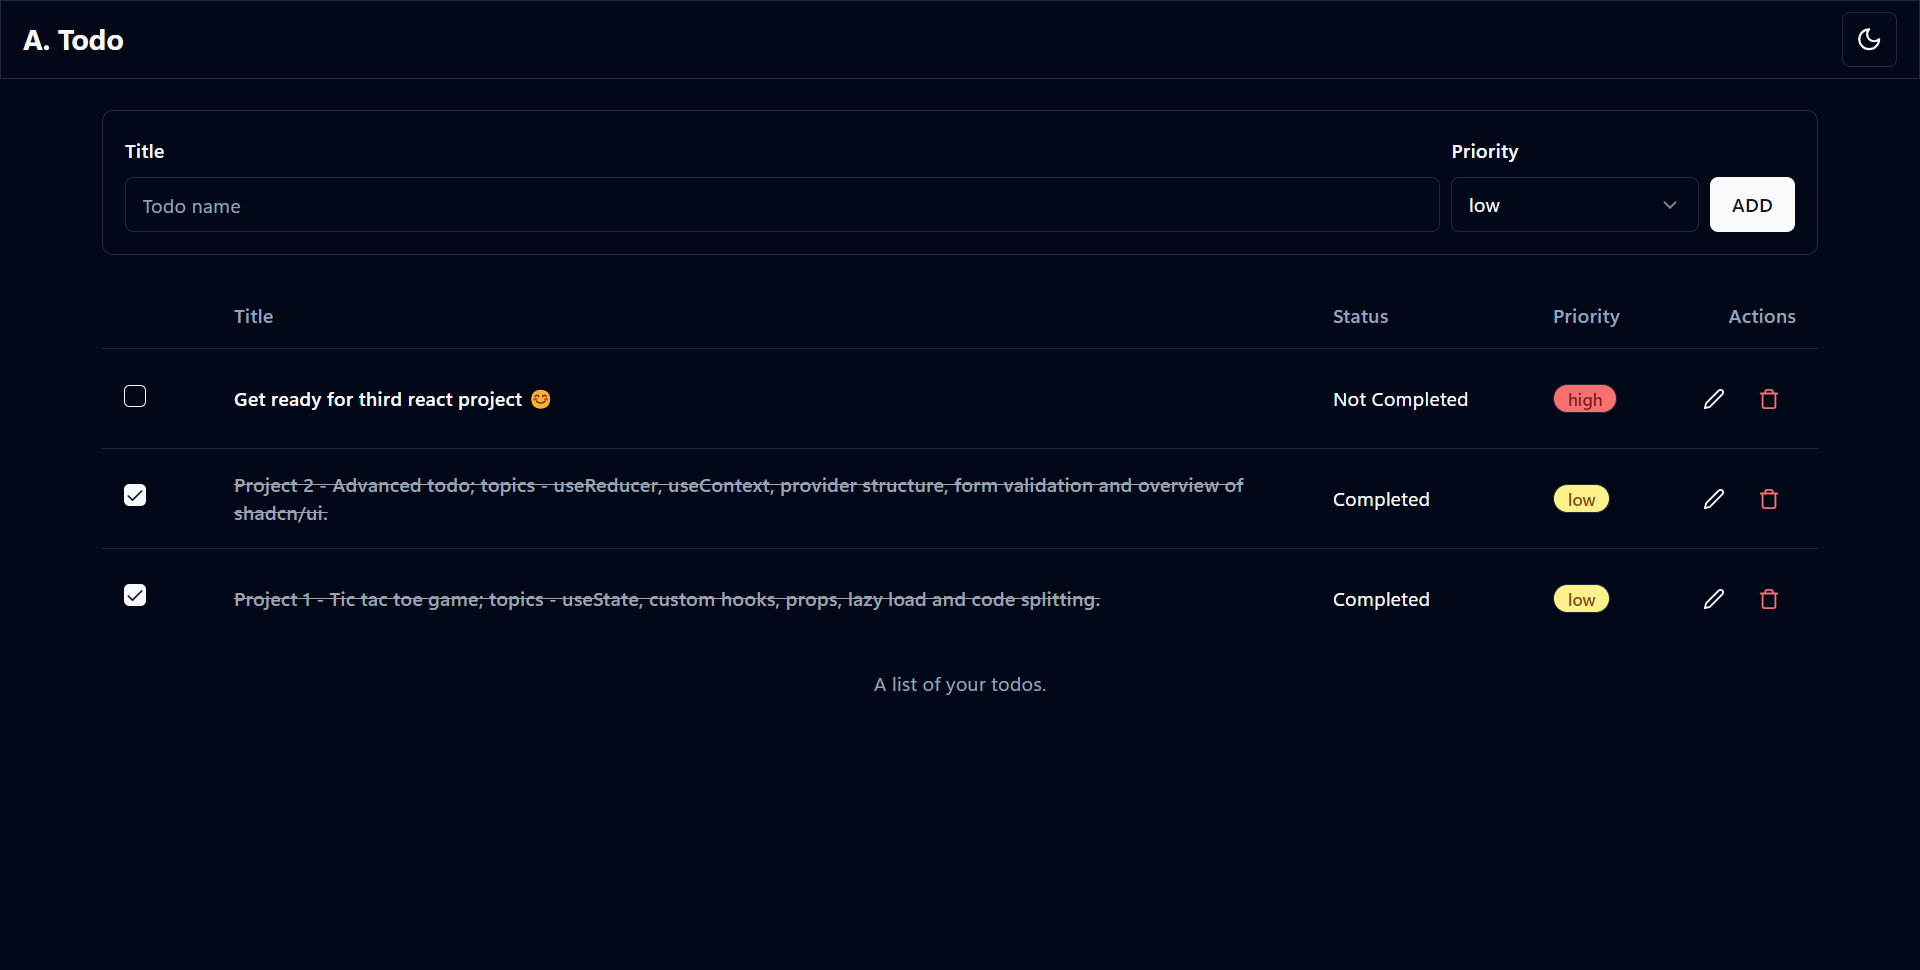 A. Todo
Title
Priority
Todo name
low
ADD
Title
Status
Priority
Actions
Get ready for third react project 😊
Not Completed
high
Project 2 - Advanced todo; topics - useReducer, useContext, provider structure, form validation and overview of
shadcn/ui.
Completed
low
Project 1 - Tic tac toe game; topics - useState, custom hooks, props, lazy load and code splitting.
Completed
low
A list of your todos.